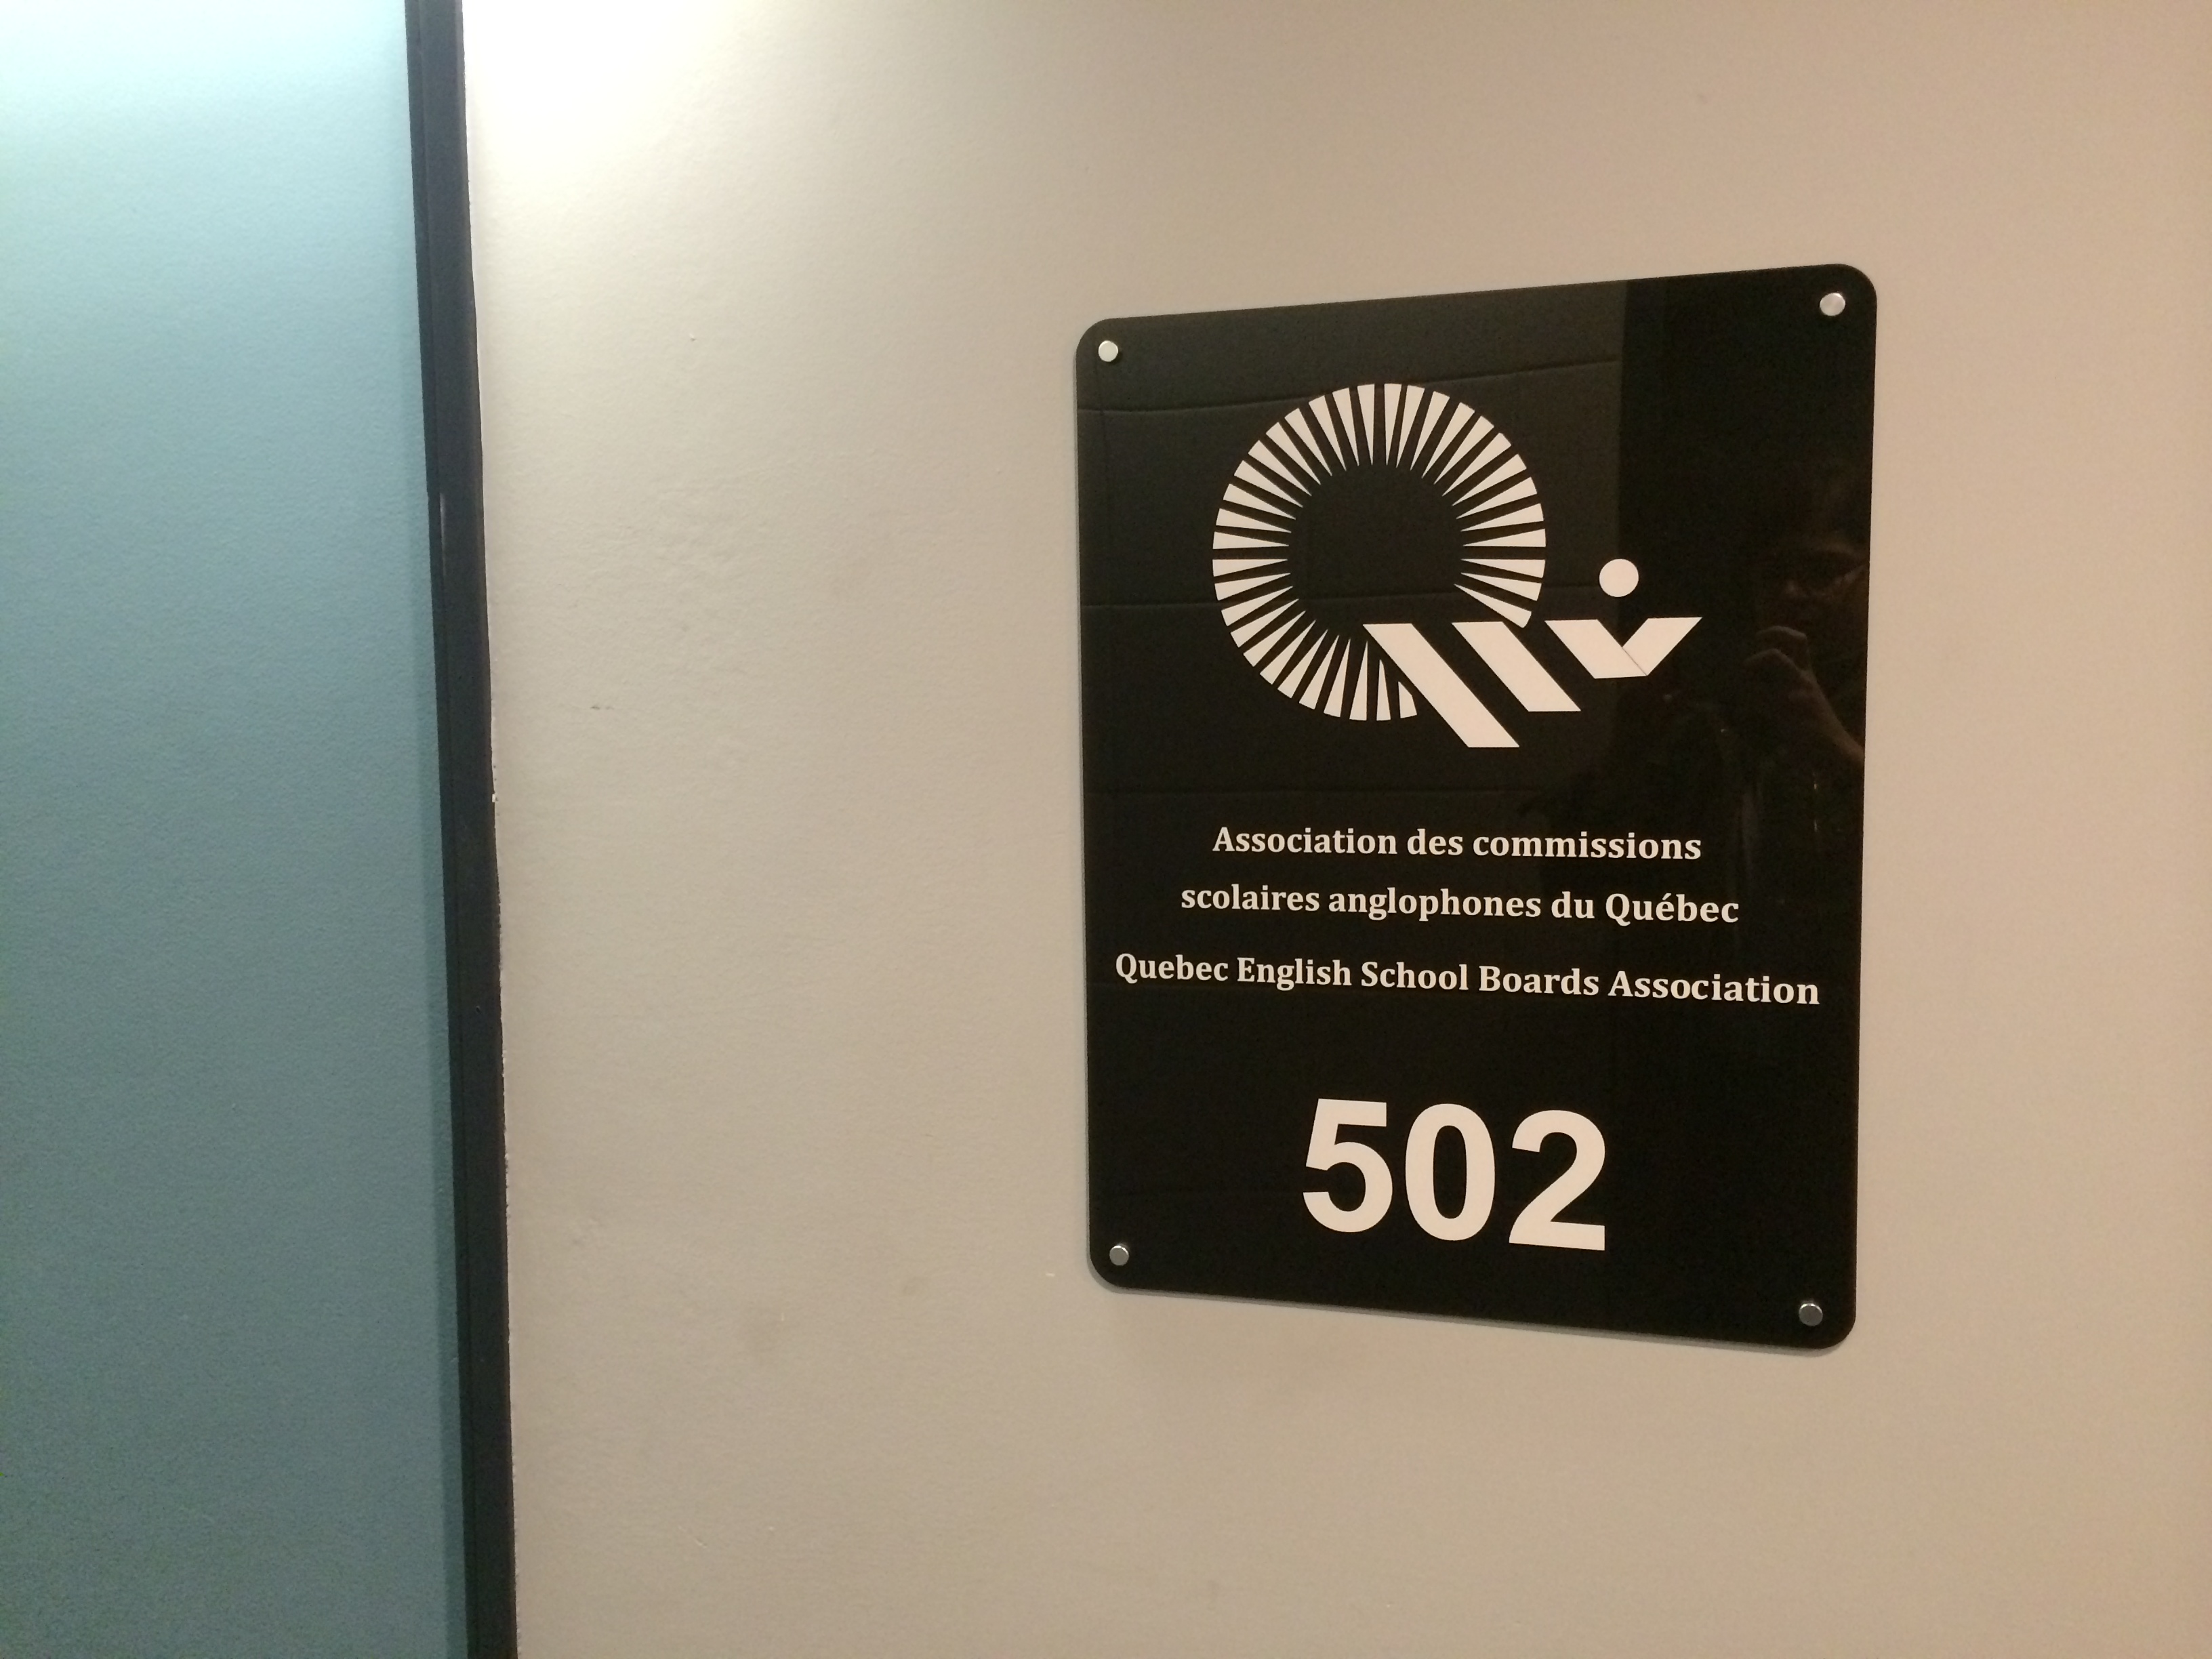 Association des commissions
scolaires anglophones du Québec
Quebec English School Boards Association
502